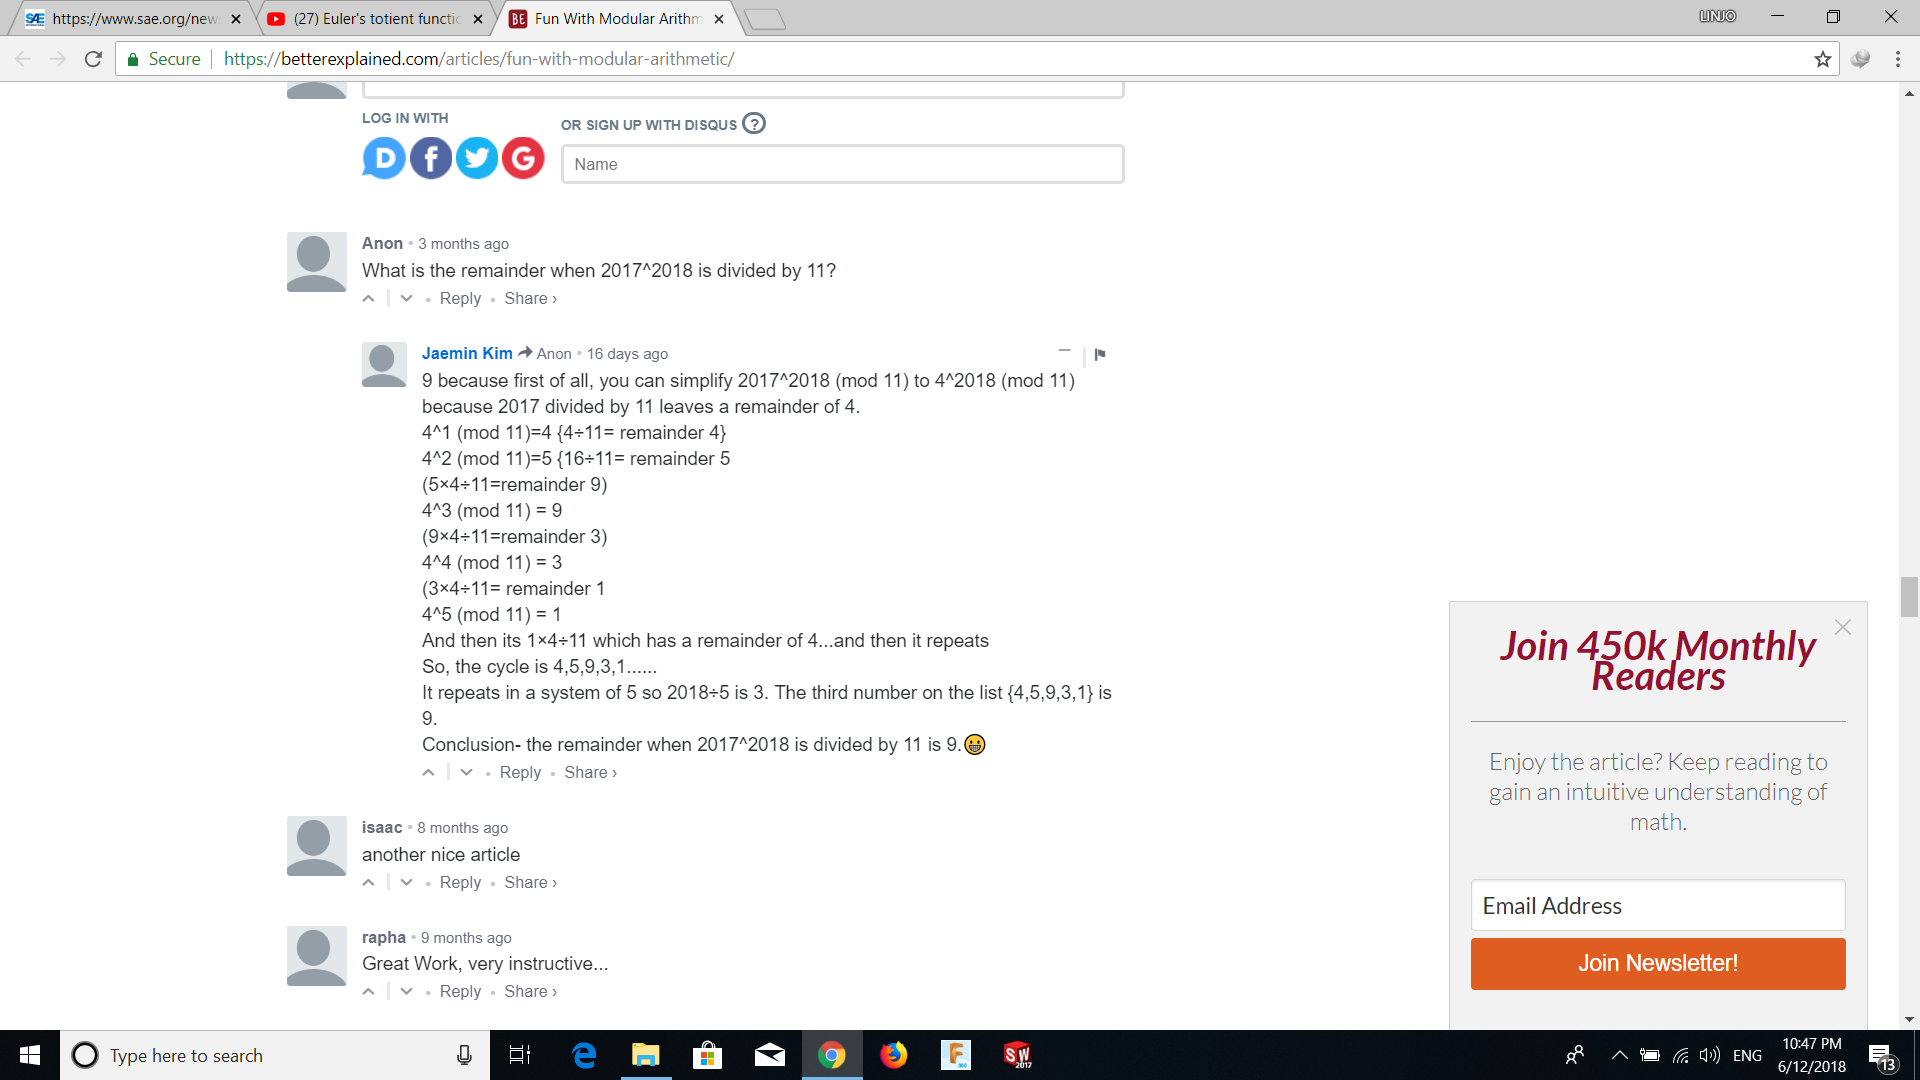 https://www.sae.org/new
(27) Euler's totient functi
Fun With Modular Arithm
LINJO
Secure
https://betterexplained.com/articles/fun-with-modular-arithmetic/
LOG IN WITH
OR SIGN UP WITH DISQUS ?
Name
Anon • 3 months ago
What is the remainder when 2017^2018 is divided by 11?
Reply • Share ›
Jaemin Kim Anon • 16 days ago
9 because first of all, you can simplify 2017^2018 (mod 11) to 4^2018 (mod 11)
because 2017 divided by 11 leaves a remainder of 4.
4^1 (mod 11)=4 {4÷11= remainder 4}
4^2 (mod 11)=5 {16÷11= remainder 5
(5×4÷11=remainder 9)
4^3 (mod 11) = 9
(9×4÷11=remainder 3)
4^4 (mod 11) = 3
(3×4÷11= remainder 1
4^5 (mod 11) = 1
And then its 1×4÷11 which has a remainder of 4...and then it repeats
So, the cycle is 4,5,9,3,1......
It repeats in a system of 5 so 2018÷5 is 3. The third number on the list {4,5,9,3,1} is
9.
Conclusion- the remainder when 2017^2018 is divided by 11 is 9.😀
Reply • Share ›
isaac • 8 months ago
another nice article
Reply • Share ›
rapha • 9 months ago
Great Work, very instructive...
Reply • Share ›
Join 450k Monthly
Readers
Enjoy the article? Keep reading to
gain an intuitive understanding of
math.
Email Address
Join Newsletter!
Type here to search
ENG
10:47 PM
6/12/2018
13